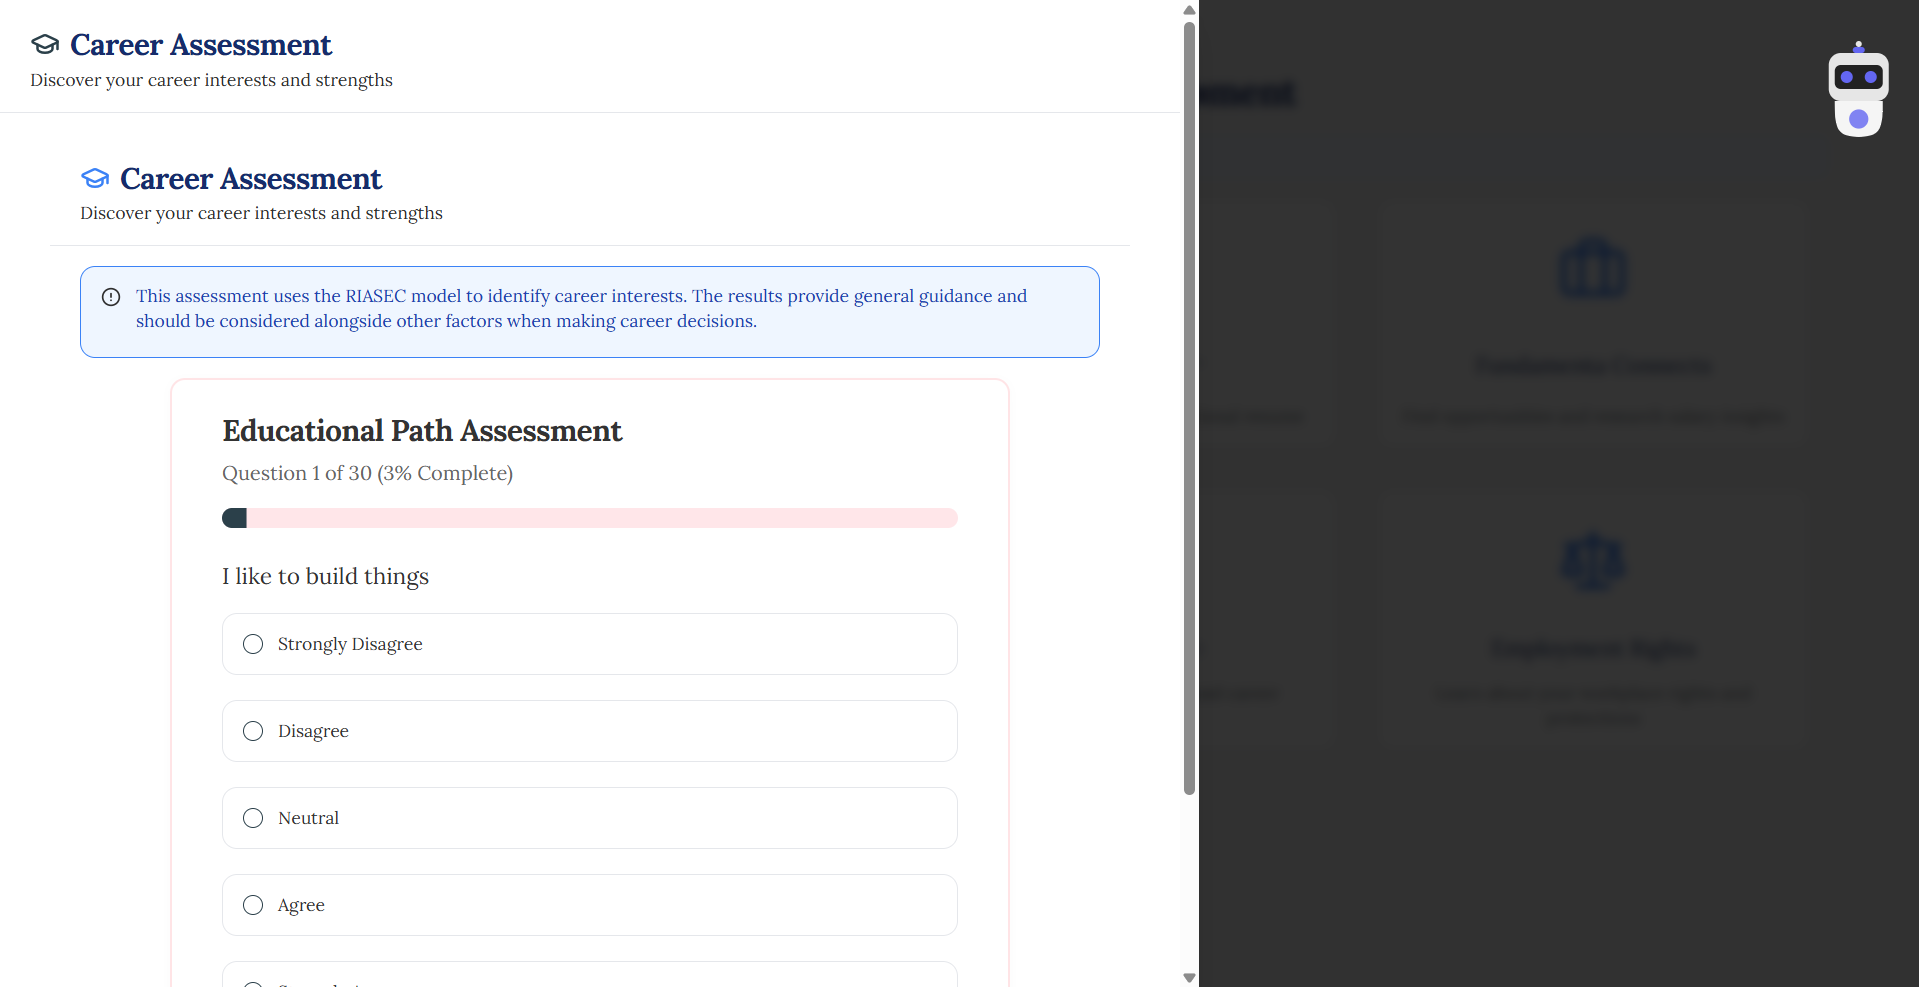 Career Assessment
Discover your career interests and strengths
Career Assessment
Discover your career interests and strengths
This assessment uses the RIASEC model to identify career interests. The results provide general guidance and
should be considered alongside other factors when making career decisions.
Educational Path Assessment
Question 1 of 30 (3% Complete)
I like to build things
Strongly Disagree
Disagree
Neutral
Agree
Employment Rights